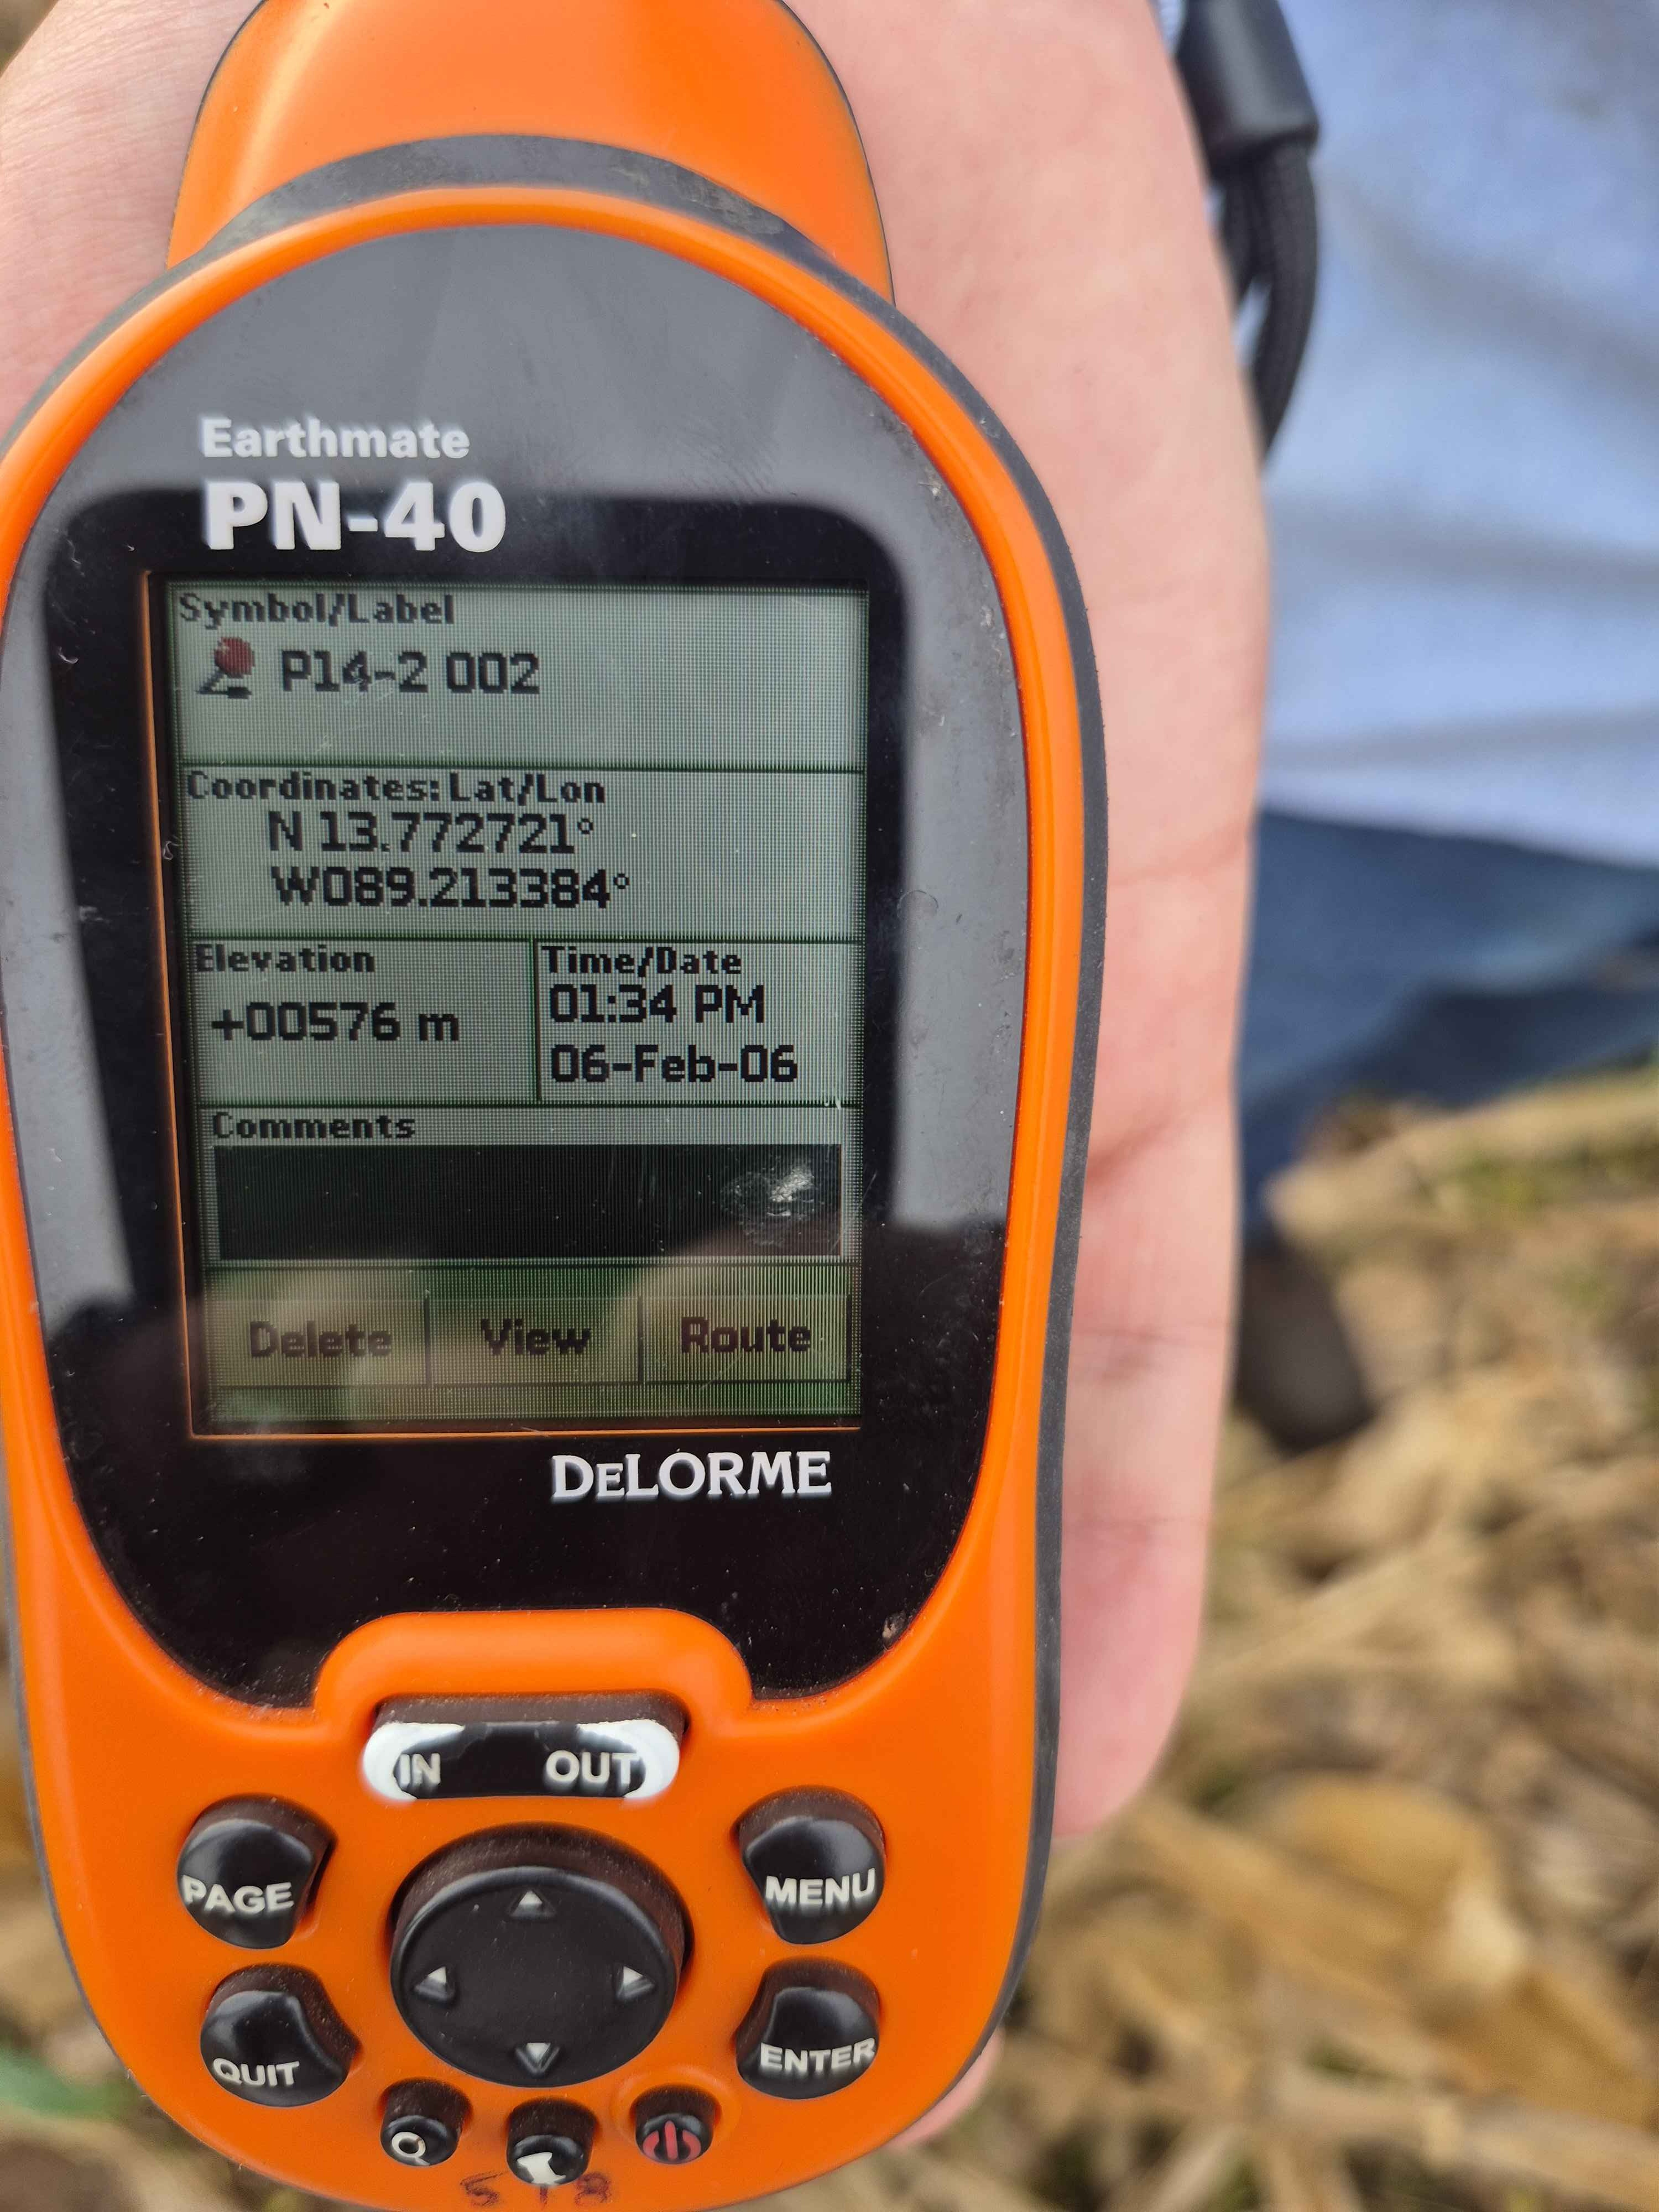 Earthmate
PN-40
Symbol/Label
P14-2 002
Coordinates: Lat/Lon
N 13.772721°
W089.213384°
Elevation
+00576 m
Time/Date
01:34 PM
06-Feb-06
Comments
Delete View Route
DeLORME
IN OUT
PAGE
MENU
QUIT
ENTER
Q